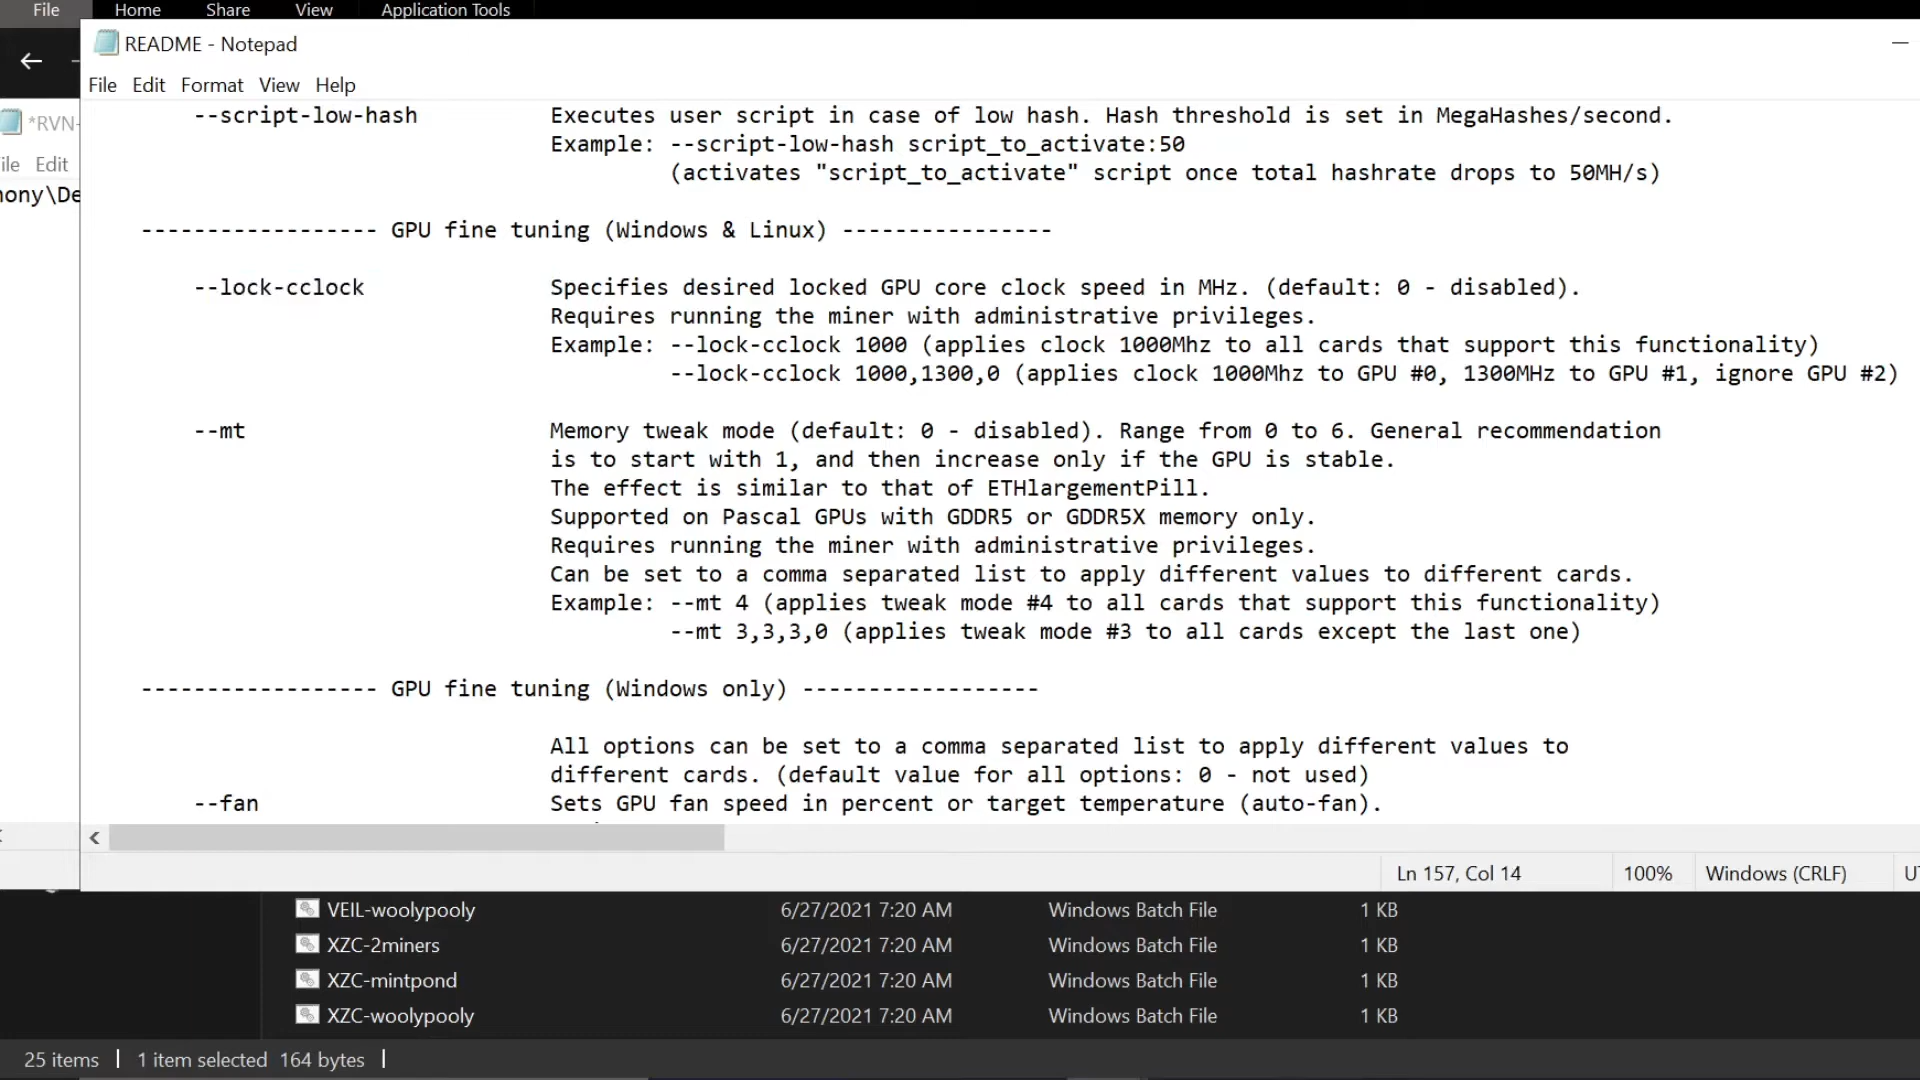 File Home Share View Application Tools
README - Notepad
File Edit Format View Help
*RVN-
ile Edit
nony\De
--script-low-hash Executes user script in case of low hash. Hash threshold is set in MegaHashes/second.
Example: --script-low-hash script_to_activate:50
(activates "script_to_activate" script once total hashrate drops to 50MH/s)
------------------ GPU fine tuning (Windows & Linux) ----------------
--lock-cclock Specifies desired locked GPU core clock speed in MHz. (default: 0 - disabled).
Requires running the miner with administrative privileges.
Example: --lock-cclock 1000 (applies clock 1000Mhz to all cards that support this functionality)
--lock-cclock 1000,1300,0 (applies clock 1000Mhz to GPU #0, 1300MHz to GPU #1, ignore GPU #2)
--mt Memory tweak mode (default: 0 - disabled). Range from 0 to 6. General recommendation
is to start with 1, and then increase only if the GPU is stable.
The effect is similar to that of ETHlargementPill.
Supported on Pascal GPUs with GDDR5 or GDDR5X memory only.
Requires running the miner with administrative privileges.
Can be set to a comma separated list to apply different values to different cards.
Example: --mt 4 (applies tweak mode #4 to all cards that support this functionality)
--mt 3,3,3,0 (applies tweak mode #3 to all cards except the last one)
------------------ GPU fine tuning (Windows only) ------------------
All options can be set to a comma separated list to apply different values to
different cards. (default value for all options: 0 - not used)
--fan Sets GPU fan speed in percent or target temperature (auto-fan).
Ln 157, Col 14 100% Windows (CRLF) UT
VEIL-woolypooly 6/27/2021 7:20 AM Windows Batch File 1 KB
XZC-2miners 6/27/2021 7:20 AM Windows Batch File 1 KB
XZC-mintpond 6/27/2021 7:20 AM Windows Batch File 1 KB
XZC-woolypooly 6/27/2021 7:20 AM Windows Batch File 1 KB
25 items 1 item selected 164 bytes